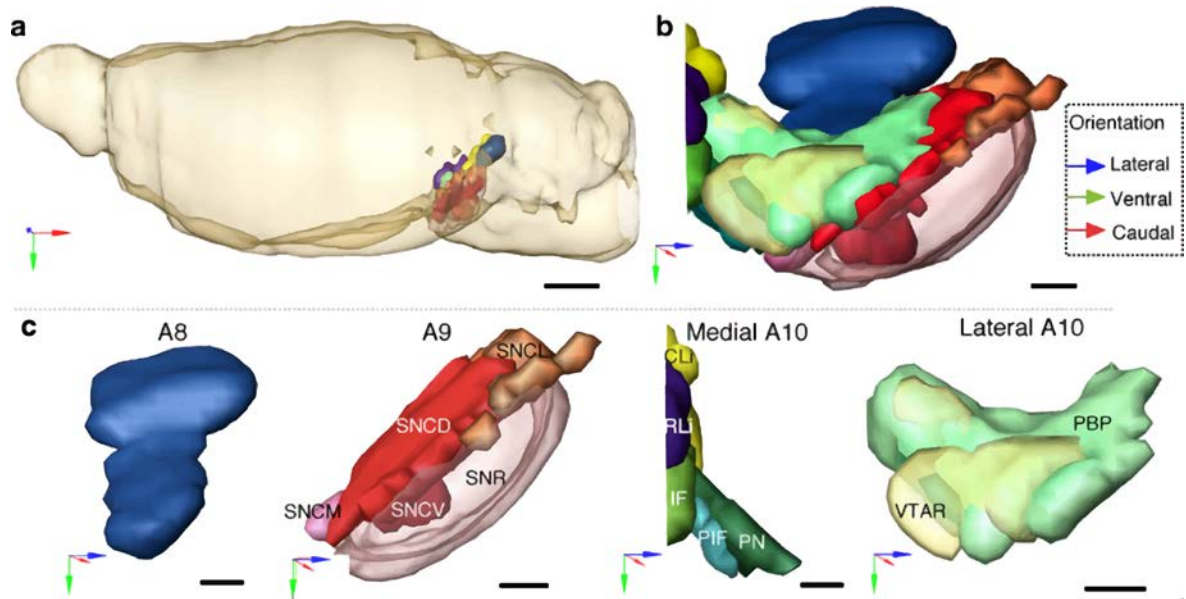 a
b
Orientation
Lateral
Ventral
Caudal
c
A8
A9
Medial A10
Lateral A10
SNCL
SNCD
SNR
SNCM
SNCV
CLi
RLi
IF
PIF
PN
PBP
VTAR